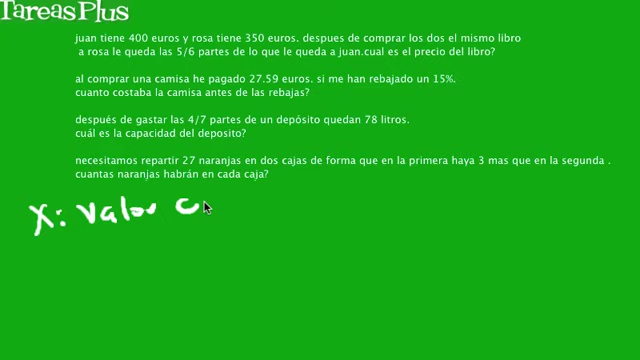 TareasPlus
juan tiene 400 euros y rosa tiene 350 euros. despues de comprar los dos el mismo libro
a rosa le queda las 5/6 partes de lo que le queda a juan.cual es el precio del libro?
al comprar una camisa he pagado 27.59 euros. si me han rebajado un 15%.
cuanto costaba la camisa antes de las rebajas?
después de gastar las 4/7 partes de un depósito quedan 78 litros.
cuál es la capacidad del deposito?
necesitamos repartir 27 naranjas en dos cajas de forma que en la primera haya 3 mas que en la segunda .
cuantas naranjas habrán en cada caja?
X: valor c